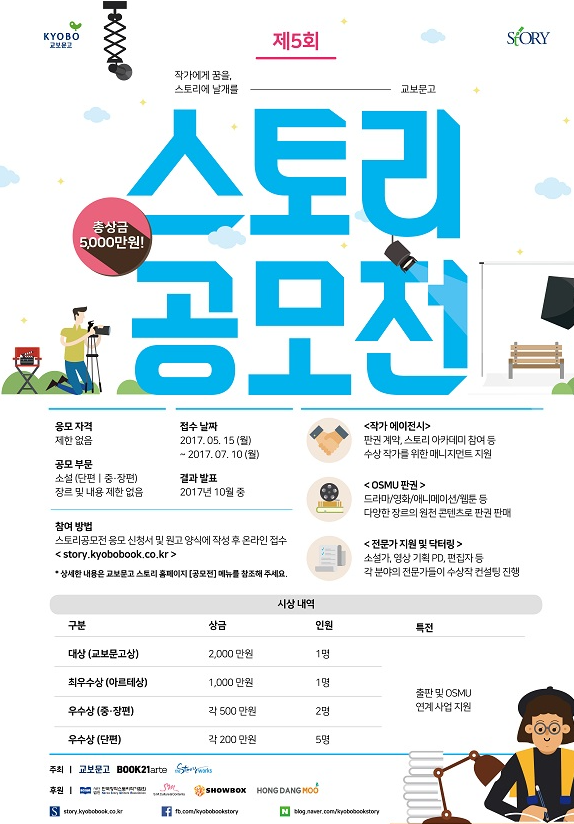 KYOBO
교보문고
제5회
StORY
작가에게 꿈을,
스토리에 날개를
교보문고
스토리
총상금
5,000만원!
공모전
응모 자격
제한 없음
공모 부문
소설 (단편 | 중·장편)
장르 및 내용 제한 없음
접수 날짜
2017. 05. 15 (월)
~ 2017. 07. 10 (월)
결과 발표
2017년 10월 중
참여 방법
스토리공모전 응모 신청서 및 원고 양식에 작성 후 온라인 접수
< story.kyobobook.co.kr >
* 상세한 내용은 교보문고 스토리 홈페이지 [공모전] 메뉴를 참조해 주세요.
<작가 에이전시>
판권 계약, 스토리 아카데미 참여 등
수상 작가를 위한 매니지먼트 지원
< OSMU 판권 >
드라마/영화/애니메이션/웹툰 등
다양한 장르의 원천 콘텐츠로 판권 판매
< 전문가 지원 및 닥터링 >
소설가, 영상 기획 PD, 편집자 등
각 분야의 전문가들이 수상작 컨설팅 진행
시상 내역
구분 상금 인원 특전
대상 (교보문고상) 2,000 만원 1명
최우수상 (아르테상) 1,000 만원 1명
우수상 (중·장편) 각 500 만원 2명
우수상 (단편) 각 200 만원 5명
출판 및 OSMU
연계 사업 지원
주최 | 교보문고 BOOK21arte the Story works
후원 | 한국창작스토리작가협회 SHOWBOX HONG DANG MOO
story.kyobobook.co.kr fb.com/kyobobookstory blog.naver.com/kyobobookstory